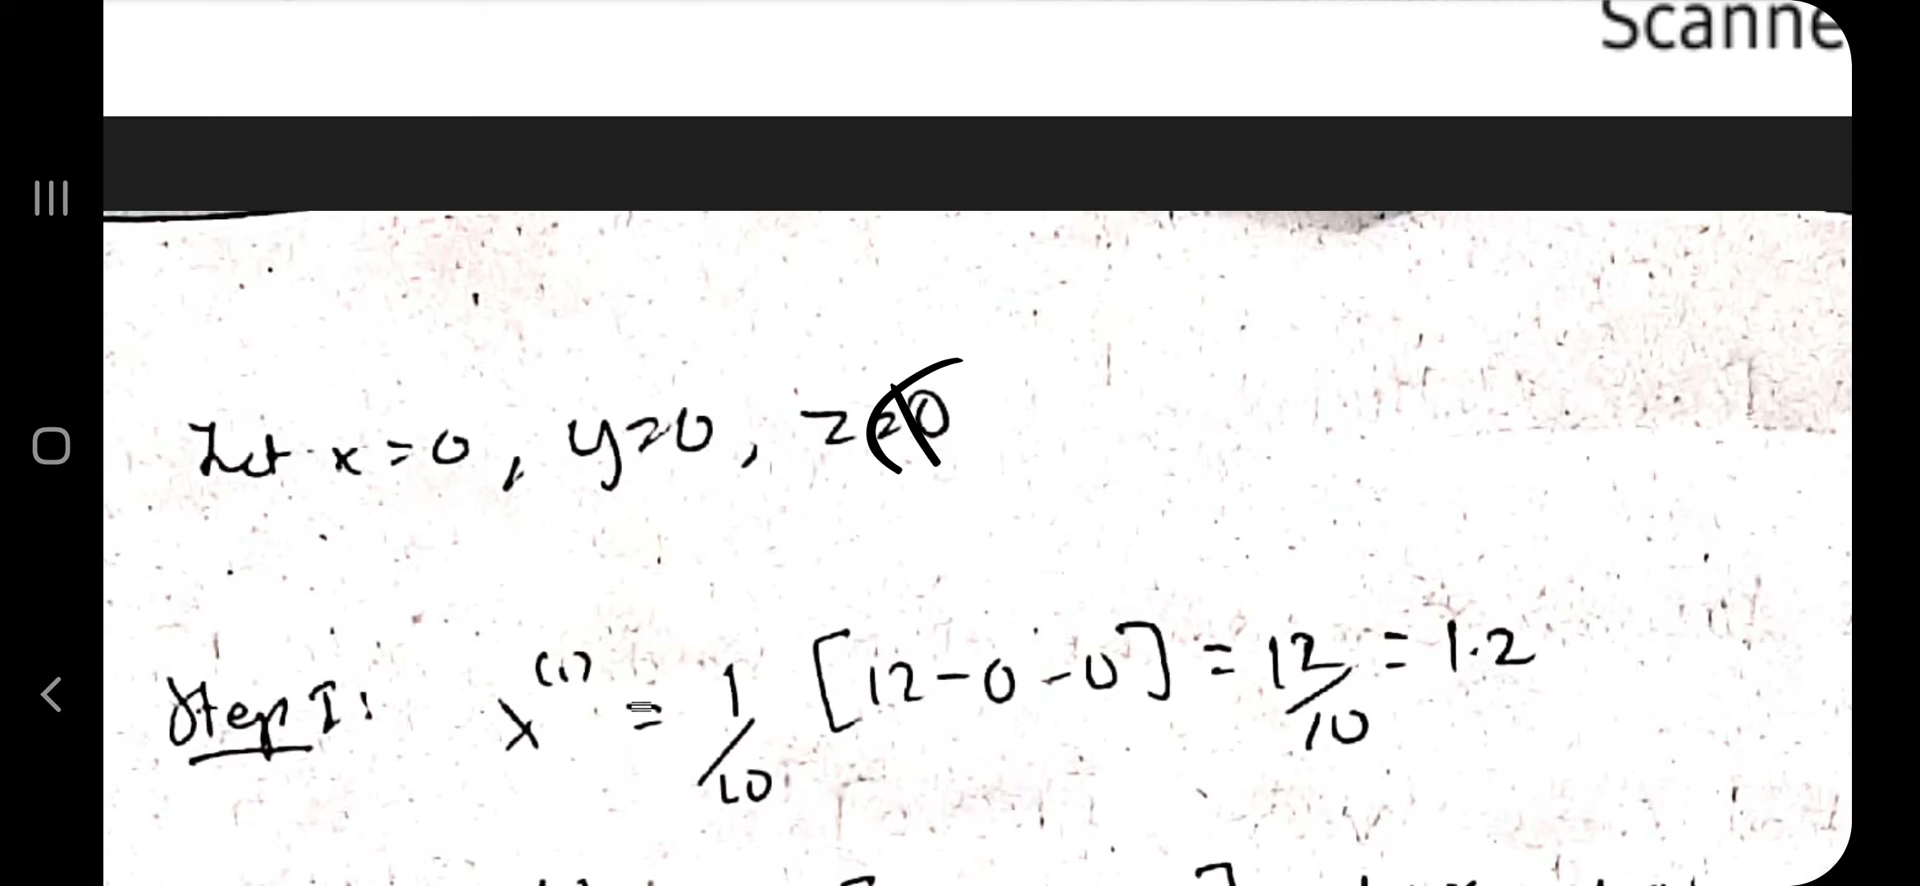 Scanne
Let x = 0, y = 0, z = 0
Step I: x^(1) = 1/10 [12 - 0 - 0] = 12/10 = 1.2